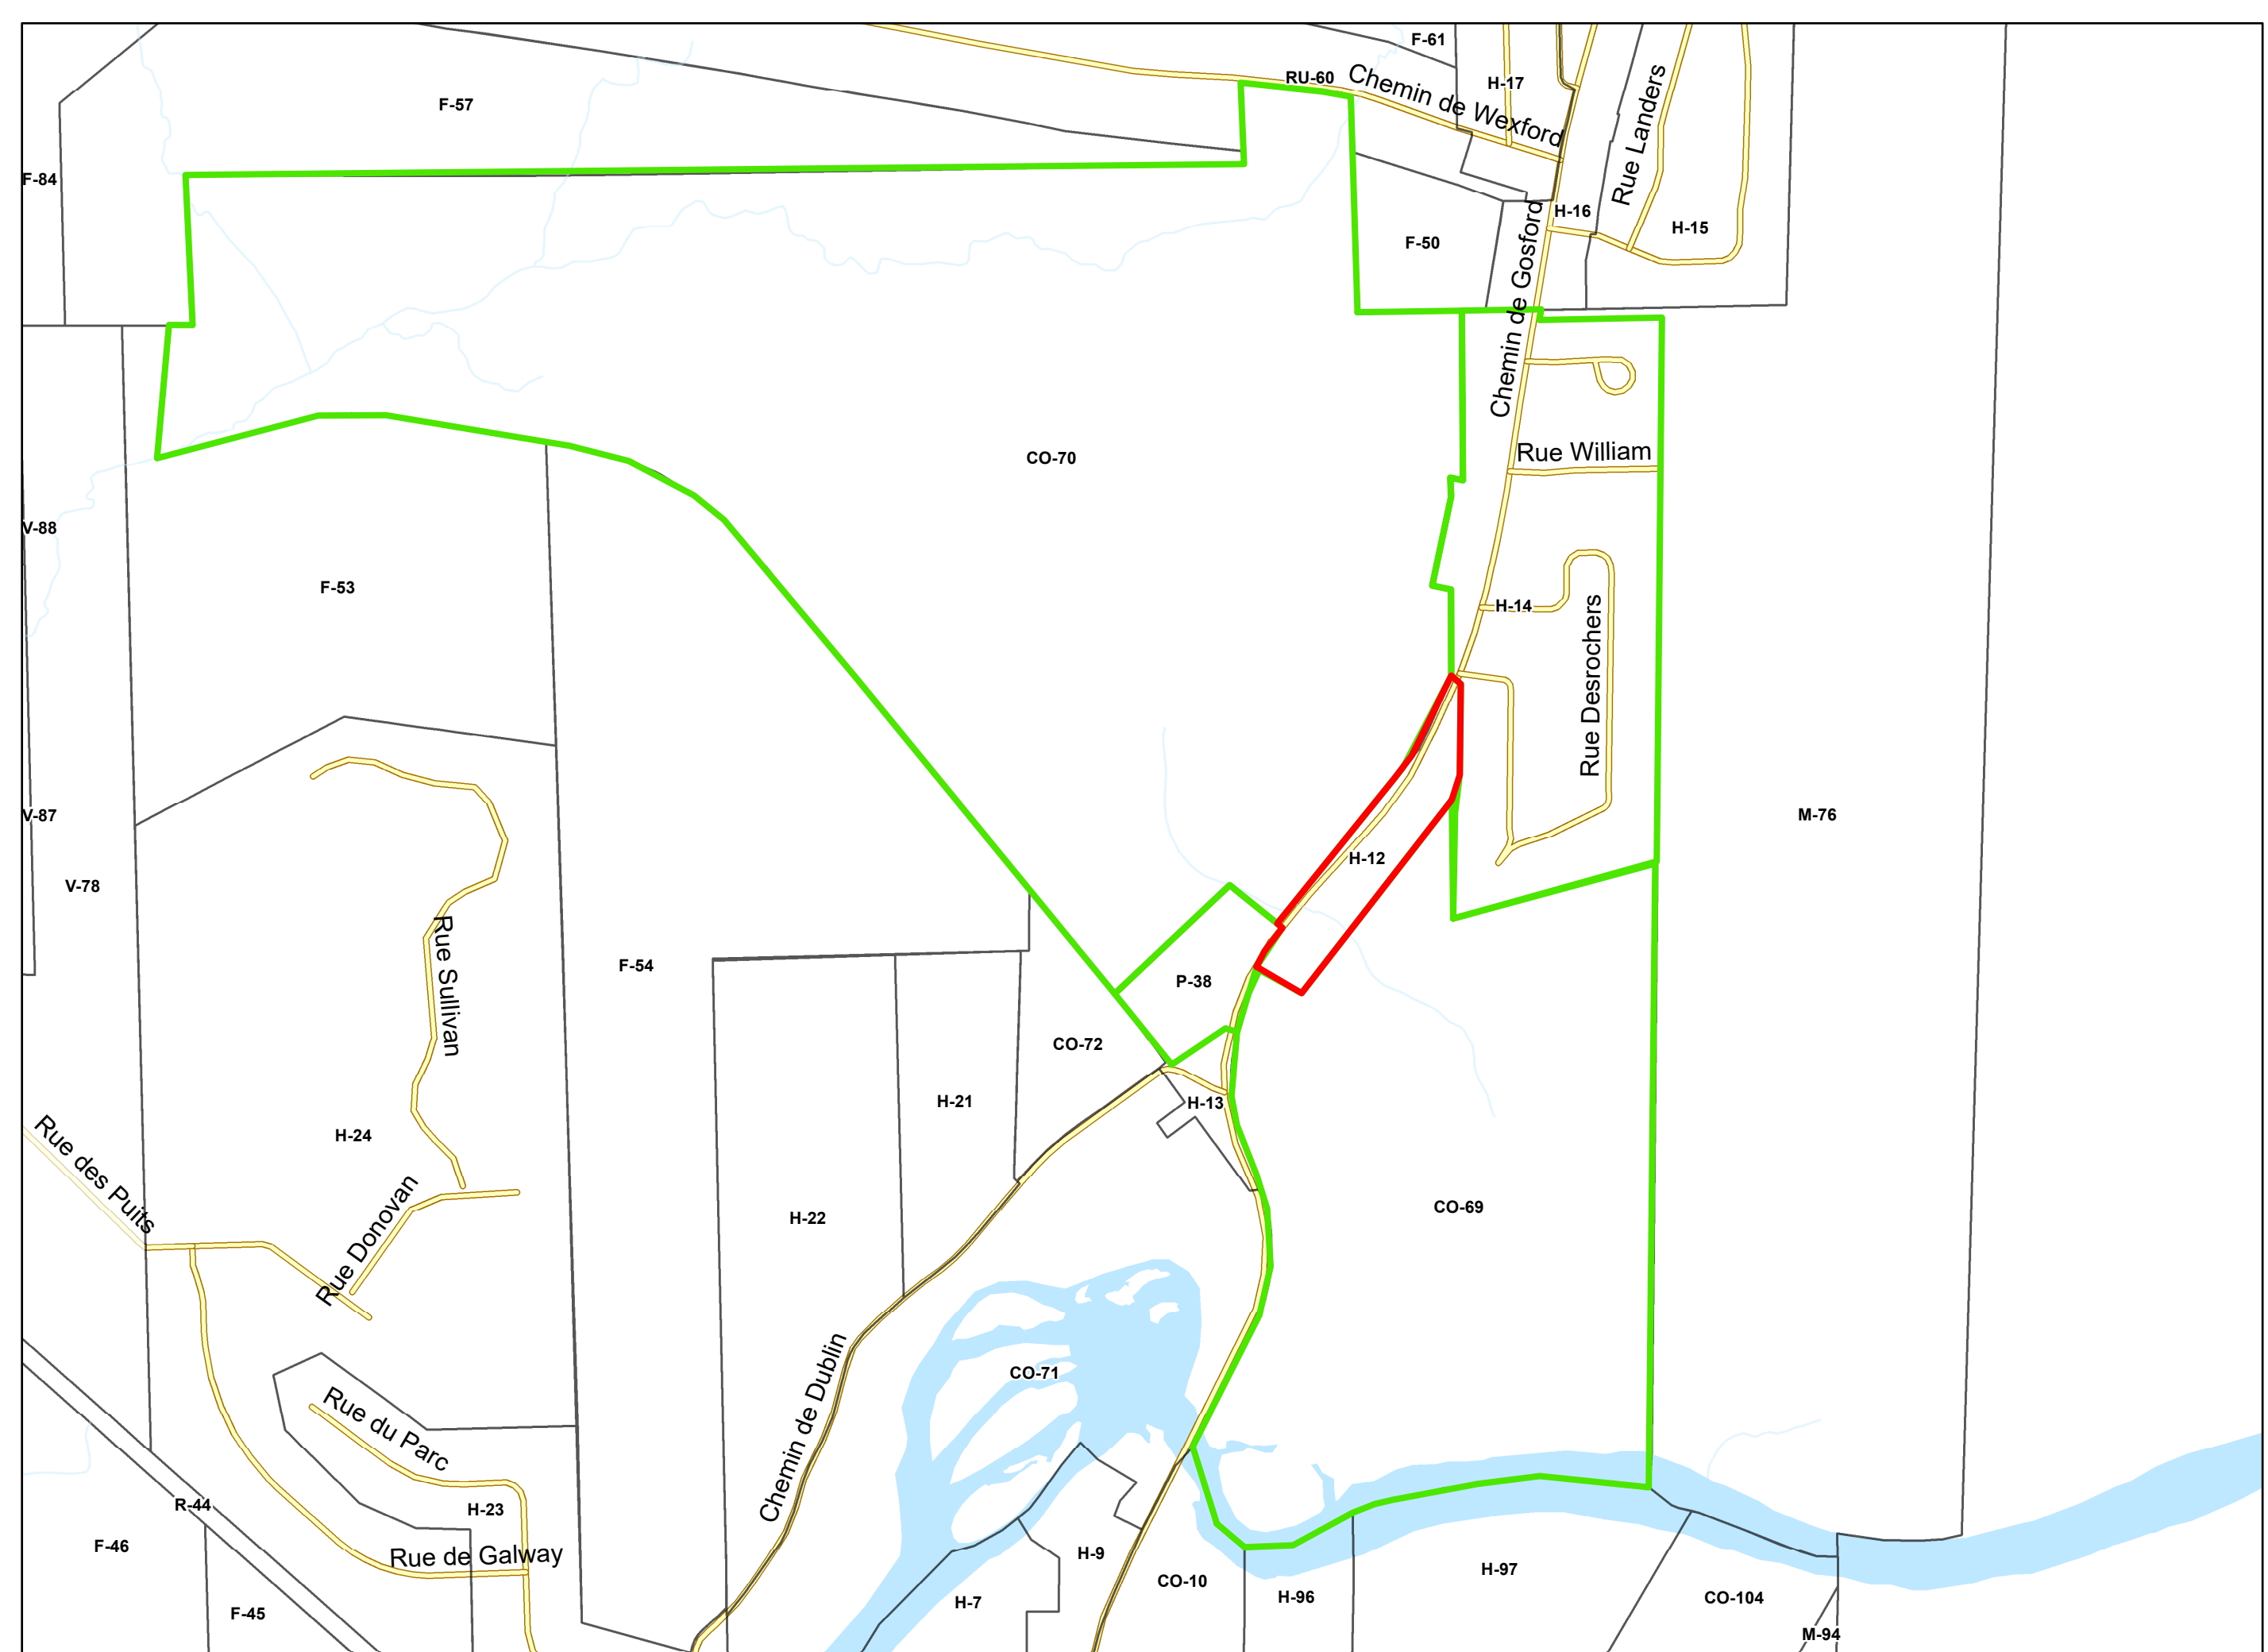 F-61
RU-60
Chemin de Wexford
H-17
F-57
Rue Landers
F-84
H-16
H-15
F-50
Chemin de Gosford
Rue William
CO-70
V-88
F-53
H-14
Rue Desrochers
V-87
M-76
H-12
V-78
Rue Sullivan
F-54
P-38
CO-72
H-21
H-13
Rue des Puits
H-24
Rue Donovan
H-22
CO-69
Chemin de Dublin
CO-71
Rue du Parc
R-44
H-23
F-46
Rue de Galway
H-9
CO-10
H-97
H-96
CO-104
H-7
F-45
M-94